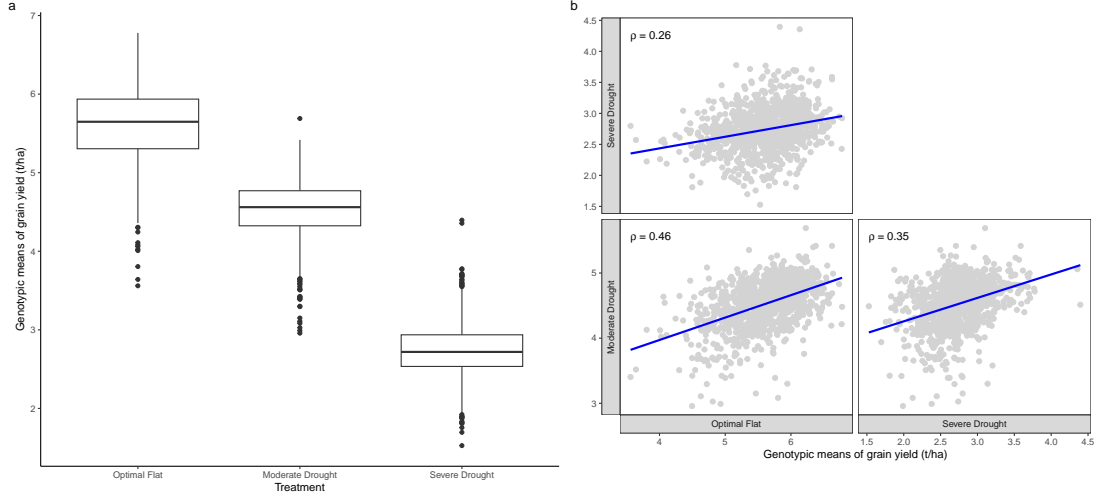 a
Genotypic means of grain yield (t/ha)
7
6
5
4
3
2
Optimal Flat
Moderate Drought
Severe Drought
Treatment
b
Severe Drought
4.5
4.0
3.5
3.0
2.5
2.0
1.5
ρ = 0.26
Moderate Drought
5
4
3
ρ = 0.46
ρ = 0.35
Optimal Flat
Severe Drought
4
5
6
1.5
2.0
2.5
3.0
3.5
4.0
4.5
Genotypic means of grain yield (t/ha)